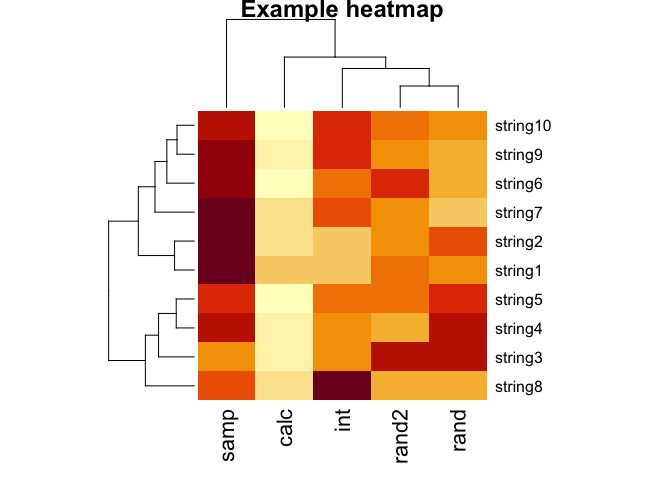 Example heatmap
string10
string9
string6
string7
string2
string1
string5
string4
string3
string8
samp
calc
int
rand2
rand